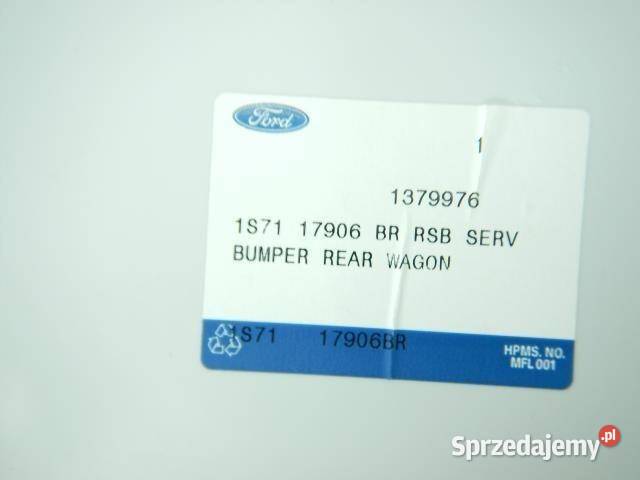 Ford
1
1379976
1S71 17906 BR RSB SERV
BUMPER REAR WAGON
1S71 17906BR
HPMS. NO.
MFL 001
Sprzedajemy.pl